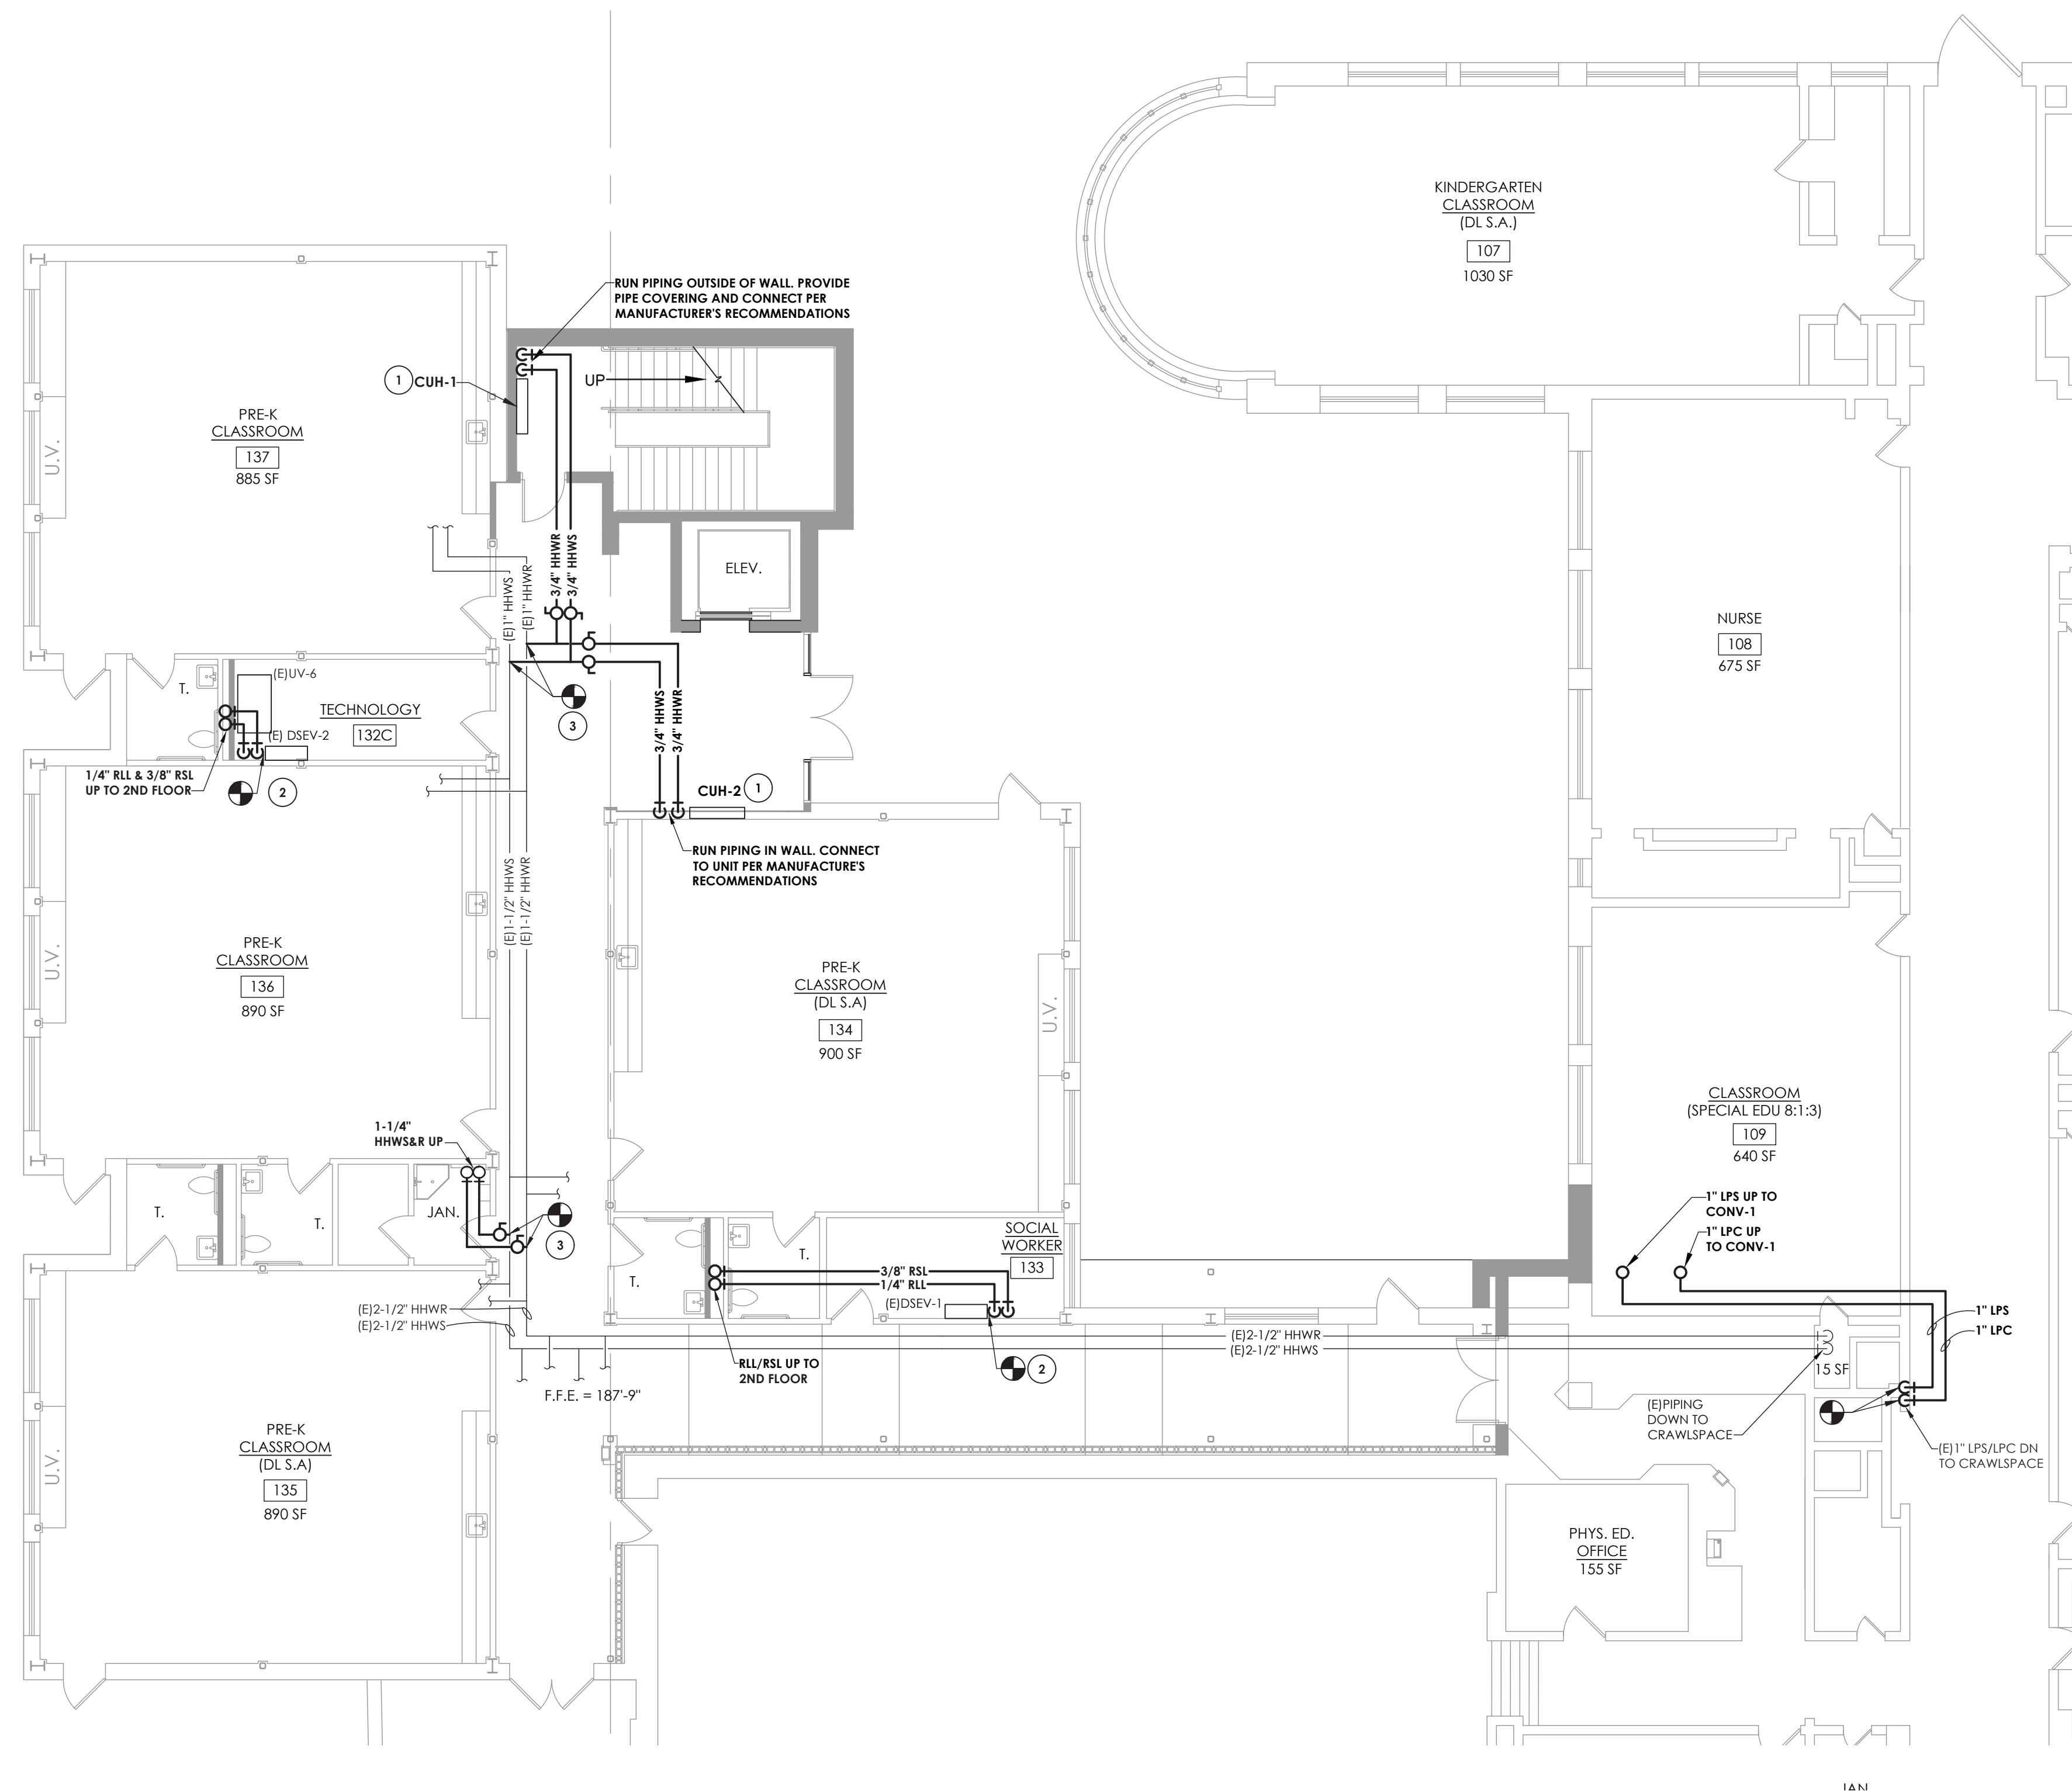 KINDERGARTEN
CLASSROOM
(DL S.A.)
107
1030 SF
RUN PIPING OUTSIDE OF WALL. PROVIDE
PIPE COVERING AND CONNECT PER
MANUFACTURER'S RECOMMENDATIONS
1
CUH-1
UP
PRE-K
CLASSROOM
137
885 SF
U.V.
3/4" HHWR
3/4" HHWS
ELEV.
(E)1" HHWS
(E)1" HHWR
NURSE
108
675 SF
T.
(E)UV-6
TECHNOLOGY
132C
(E) DSEV-2
3
3/4" HHWS
3/4" HHWR
1/4" RLL & 3/8" RSL
UP TO 2ND FLOOR
2
CUH-2
1
RUN PIPING IN WALL. CONNECT
TO UNIT PER MANUFACTURE'S
RECOMMENDATIONS
(E)1-1/2" HHWS
(E)1-1/2" HHWR
PRE-K
CLASSROOM
136
890 SF
U.V.
PRE-K
CLASSROOM
(DL S.A)
134
900 SF
U.V.
CLASSROOM
(SPECIAL EDU 8:1:3)
109
640 SF
1-1/4"
HHWS&R UP
T.
T.
JAN.
3
SOCIAL
WORKER
133
T.
T.
3/8" RSL
1/4" RLL
(E)DSEV-1
1" LPS UP TO
CONV-1
1" LPC UP
TO CONV-1
1" LPS
1" LPC
(E)2-1/2" HHWR
(E)2-1/2" HHWS
(E)2-1/2" HHWR
(E)2-1/2" HHWS
15 SF
RLL/RSL UP TO
2ND FLOOR
2
F.F.E. = 187'-9"
(E)PIPING
DOWN TO
CRAWLSPACE
(E)1" LPS/LPC DN
TO CRAWLSPACE
PRE-K
CLASSROOM
(DL S.A)
135
890 SF
U.V.
PHYS. ED.
OFFICE
155 SF
JAN